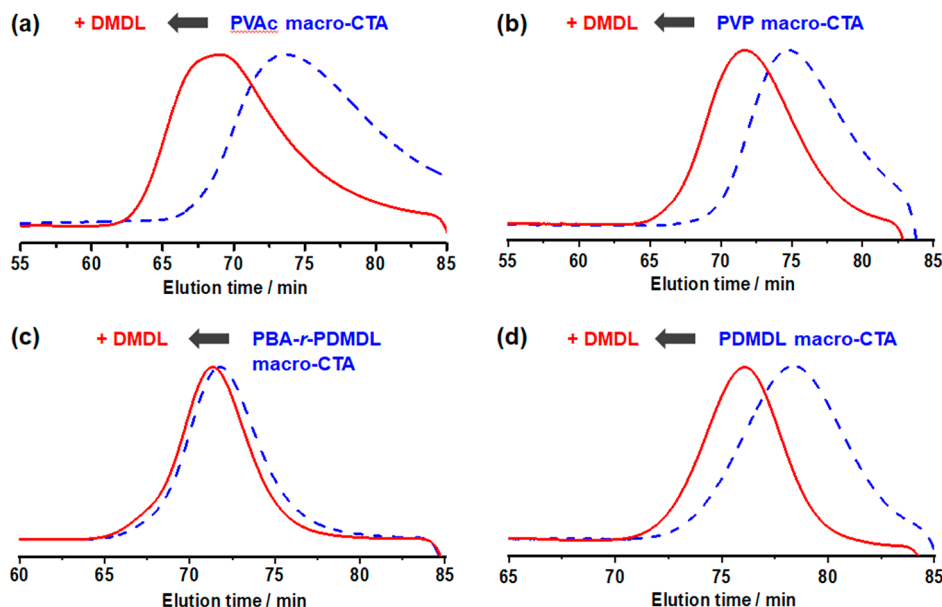 (a) + DMDL PVAc macro-CTA
55 60 65 70 75 80 85
Elution time / min
(b) + DMDL PVP macro-CTA
55 60 65 70 75 80 85
Elution time / min
(c) + DMDL PBA-r-PDMDL
macro-CTA
60 65 70 75 80 85
Elution time / min
(d) + DMDL PDMDL macro-CTA
65 70 75 80 85
Elution time / min